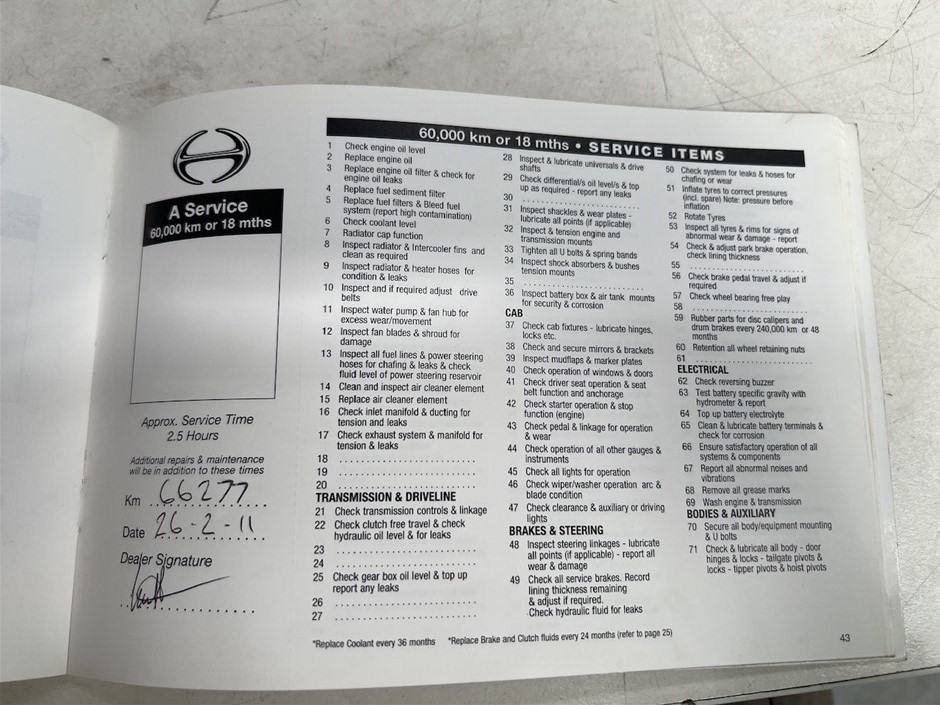 A Service
60,000 km or 18 mths
Approx. Service Time
2.5 Hours
Additional repairs & maintenance
will be in addition to these times
Km 66277
Date 26-2-11
Dealer Signature
60,000 km or 18 mths • SERVICE ITEMS
1 Check engine oil level
2 Replace engine oil
3 Replace engine oil filter & check for
engine oil leaks
4 Replace fuel sediment filter
5 Replace fuel filters & Bleed fuel
system (report high contamination)
6 Check coolant level
7 Radiator cap function
8 Inspect radiator & Intercooler fins and
clean as required
9 Inspect radiator & heater hoses for
condition & leaks
10 Inspect and if required adjust drive
belts
11 Inspect water pump & fan hub for
excess wear/movement
12 Inspect fan blades & shroud for
damage
13 Inspect all fuel lines & power steering
hoses for chafing & leaks & check
fluid level of power steering reservoir
14 Clean and inspect air cleaner element
15 Replace air cleaner element
16 Check inlet manifold & ducting for
tension and leaks
17 Check exhaust system & manifold for
tension & leaks
18
19
20
TRANSMISSION & DRIVELINE
21 Check transmission controls & linkage
22 Check clutch free travel & check
hydraulic oil level & for leaks
23
24
25 Check gear box oil level & top up
report any leaks
26
27
28 Inspect & lubricate universals & drive
shafts
29 Check differential/s oil level/s & top
up as required - report any leaks
30
31 Inspect shackles & wear plates -
lubricate all points (if applicable)
32 Inspect & tension engine and
transmission mounts
33 Tighten all U bolts & spring bands
34 Inspect shock absorbers & bushes
tension mounts
35
36 Inspect battery box & air tank mounts
for security & corrosion
CAB
37 Check cab fixtures - lubricate hinges,
locks etc.
38 Check and secure mirrors & brackets
39 Inspect mudflaps & marker plates
40 Check operation of windows & doors
41 Check driver seat operation & seat
belt function and anchorage
42 Check starter operation & stop
function (engine)
43 Check pedal & linkage for operation
& wear
44 Check operation of all other gauges &
instruments
45 Check all lights for operation
46 Check wiper/washer operation arc &
blade condition
47 Check clearance & auxiliary or driving
lights
BRAKES & STEERING
48 Inspect steering linkages - lubricate
all points (if applicable) - report all
wear & damage
49 Check all service brakes. Record
lining thickness remaining
& adjust if required.
Check hydraulic fluid for leaks
50 Check system for leaks & hoses for
chafing or wear
51 Inflate tyres to correct pressures
(incl. spare) Note: pressure before
inflation
52 Rotate Tyres
53 Inspect all tyres & rims for signs of
abnormal wear & damage - report
54 Check & adjust park brake operation,
check lining thickness
55
56 Check brake pedal travel & adjust if
required
57 Check wheel bearing free play
58
59 Rubber parts for disc calipers and
drum brakes every 240,000 km or 48
months
60 Retention all wheel retaining nuts
61
ELECTRICAL
62 Check reversing buzzer
63 Test battery specific gravity with
hydrometer & report
64 Top up battery electrolyte
65 Clean & lubricate battery terminals &
check for corrosion
66 Ensure satisfactory operation of all
systems & components
67 Report all abnormal noises and
vibrations
68 Remove all grease marks
69 Wash engine & transmission
BODIES & AUXILIARY
70 Secure all body/equipment mounting
& U bolts
71 Check & lubricate all body - door
hinges & locks - tailgate pivots &
locks - tipper pivots & hoist pivots
*Replace Coolant every 36 months *Replace Brake and Clutch fluids every 24 months (refer to page 25)
43